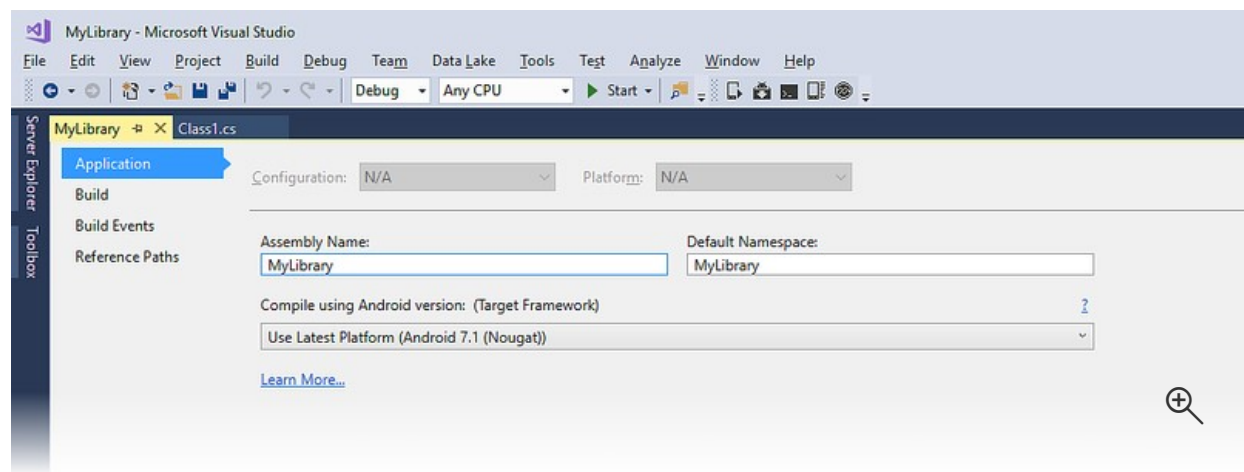 MyLibrary - Microsoft Visual Studio
File Edit View Project Build Debug Team Data Lake Tools Test Analyze Window Help
Debug Any CPU Start
Server Explorer
Toolbox
MyLibrary Class1.cs
Application
Build
Build Events
Reference Paths
Configuration: N/A Platform: N/A
Assembly Name: Default Namespace:
MyLibrary MyLibrary
Compile using Android version: (Target Framework) ?
Use Latest Platform (Android 7.1 (Nougat))
Learn More...